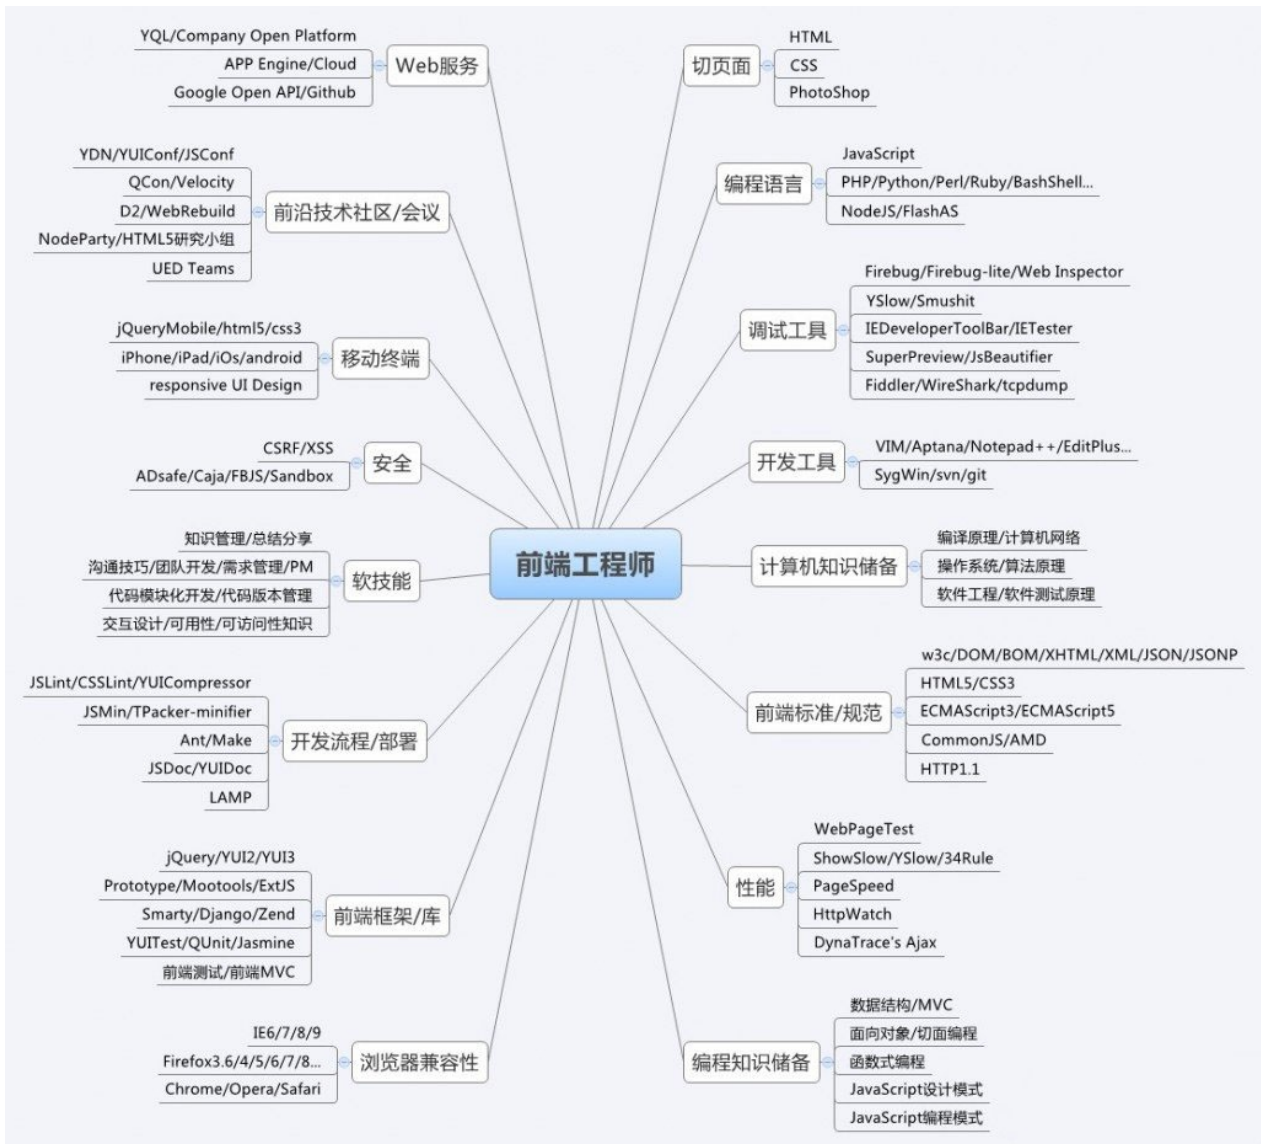 前端工程师
Web服务
YQL/Company Open Platform
APP Engine/Cloud
Google Open API/Github
前沿技术社区/会议
YDN/YUIConf/JSConf
QCon/Velocity
D2/WebRebuild
NodeParty/HTML5研究小组
UED Teams
移动终端
jQueryMobile/html5/css3
iPhone/iPad/iOs/android
responsive UI Design
安全
CSRF/XSS
ADsafe/Caja/FBJS/Sandbox
软技能
知识管理/总结分享
沟通技巧/团队开发/需求管理/PM
代码模块化开发/代码版本管理
交互设计/可用性/可访问性知识
开发流程/部署
JSLint/CSSLint/YUICompressor
JSMin/TPacker-minifier
Ant/Make
JSDoc/YUIDoc
LAMP
前端框架/库
jQuery/YUI2/YUI3
Prototype/Mootools/ExtJS
Smarty/Django/Zend
YUITest/QUnit/Jasmine
前端测试/前端MVC
浏览器兼容性
IE6/7/8/9
Firefox3.6/4/5/6/7/8...
Chrome/Opera/Safari
切页面
HTML
CSS
PhotoShop
编程语言
JavaScript
PHP/Python/Perl/Ruby/BashShell...
NodeJS/FlashAS
调试工具
Firebug/Firebug-lite/Web Inspector
YSlow/Smushit
IEDeveloperToolBar/IETester
SuperPreview/JsBeautifier
Fiddler/WireShark/tcpdump
开发工具
VIM/Aptana/Notepad++/EditPlus...
SygWin/svn/git
计算机知识储备
编译原理/计算机网络
操作系统/算法原理
软件工程/软件测试原理
前端标准/规范
w3c/DOM/BOM/XHTML/XML/JSON/JSONP
HTML5/CSS3
ECMAScript3/ECMAScript5
CommonJS/AMD
HTTP1.1
性能
WebPageTest
ShowSlow/YSlow/34Rule
PageSpeed
HttpWatch
DynaTrace's Ajax
编程知识储备
数据结构/MVC
面向对象/切面编程
函数式编程
JavaScript设计模式
JavaScript编程模式